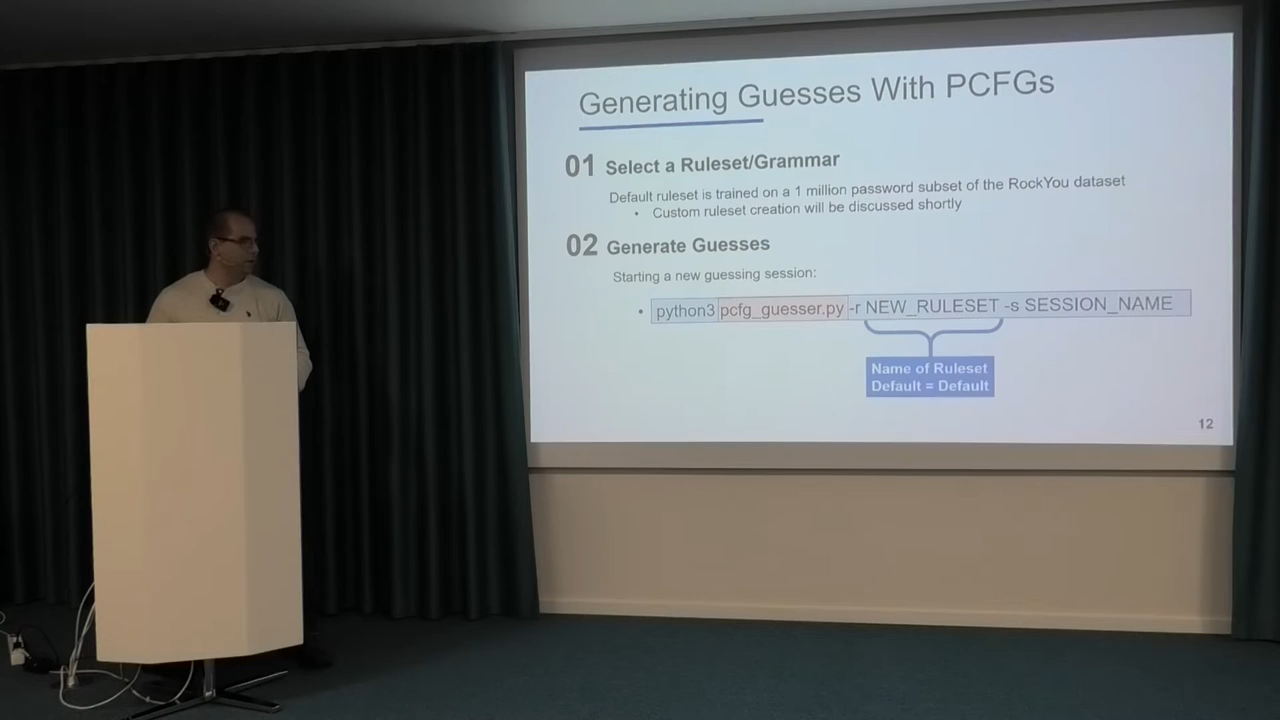 Generating Guesses With PCFGs
01 Select a Ruleset/Grammar
Default ruleset is trained on a 1 million password subset of the RockYou dataset
• Custom ruleset creation will be discussed shortly
02 Generate Guesses
Starting a new guessing session:
• python3 pcfg_guesser.py -r NEW_RULESET -s SESSION_NAME
Name of Ruleset
Default = Default
12